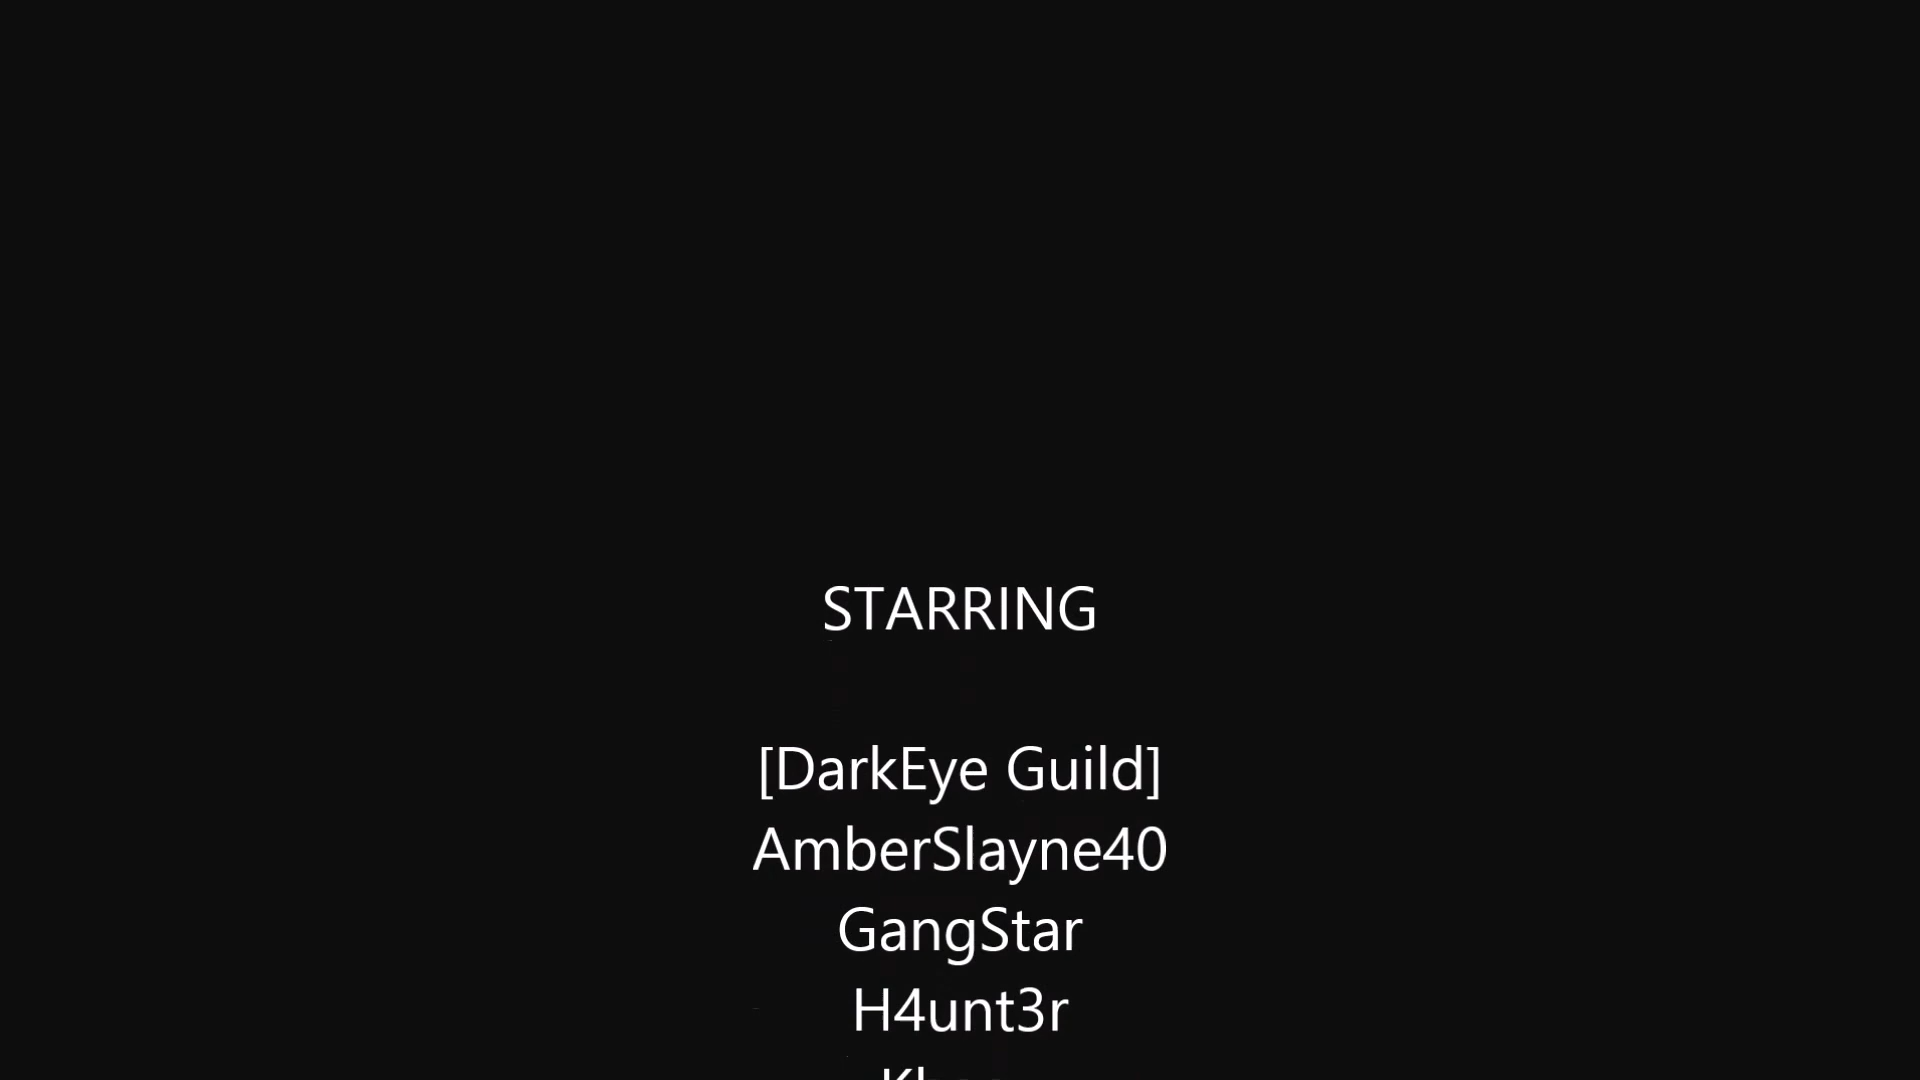 STARRING
[DarkEye Guild]
AmberSlayne40
GangStar
H4unt3r